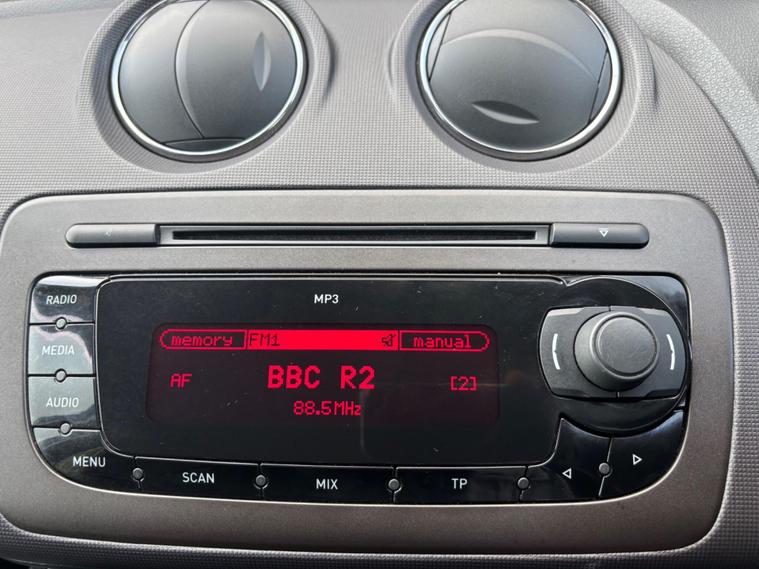 MP3
RADIO
MEDIA
AUDIO
MENU
memory FM1 manual
AF BBC R2 [2]
88.5MHz
SCAN MIX TP